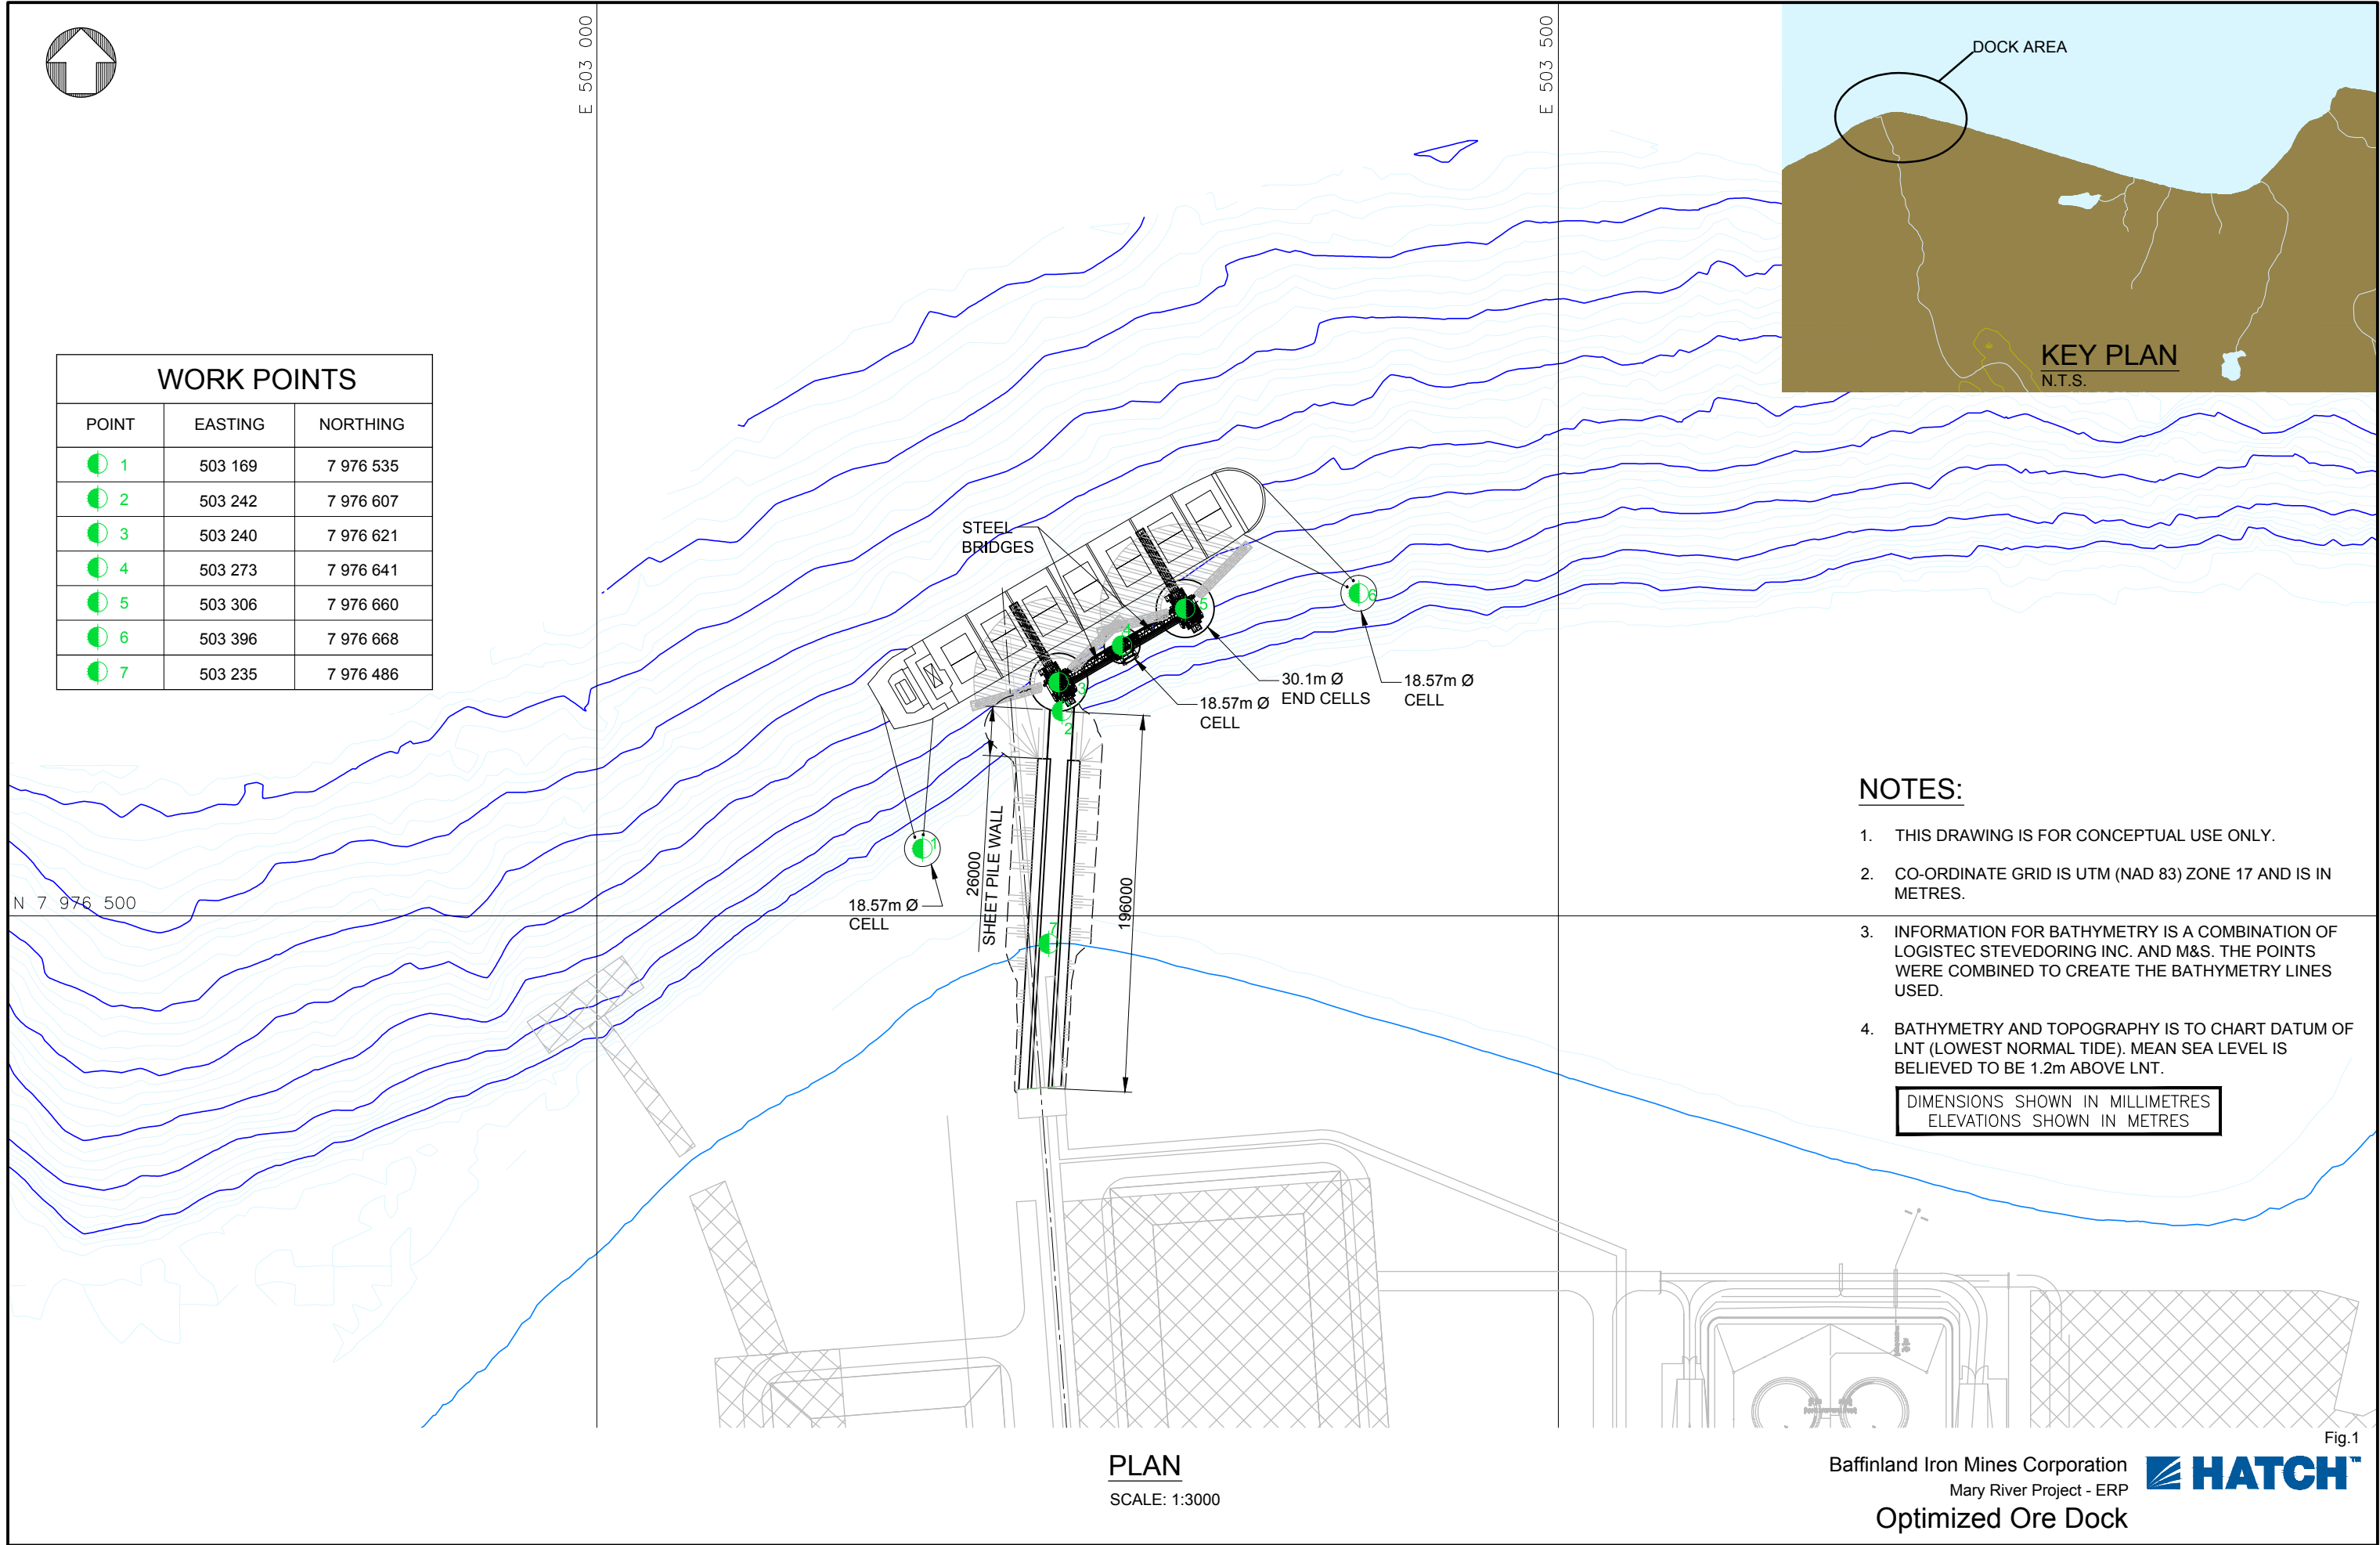 E 503 000
E 503 500
DOCK AREA
KEY PLAN
N.T.S.
WORK POINTS
POINT EASTING NORTHING
1 503 169 7 976 535
2 503 242 7 976 607
3 503 240 7 976 621
4 503 273 7 976 641
5 503 306 7 976 660
6 503 396 7 976 668
7 503 235 7 976 486
STEEL
BRIDGES
6
5
4
3
2
30.1m Ø
END CELLS
18.57m Ø
CELL
18.57m Ø
CELL
1
18.57m Ø
CELL
26000
SHEET PILE WALL
196000
7
N 7 976 500
NOTES:
1. THIS DRAWING IS FOR CONCEPTUAL USE ONLY.
2. CO-ORDINATE GRID IS UTM (NAD 83) ZONE 17 AND IS IN
METRES.
3. INFORMATION FOR BATHYMETRY IS A COMBINATION OF
LOGISTEC STEVEDORING INC. AND M&S. THE POINTS
WERE COMBINED TO CREATE THE BATHYMETRY LINES
USED.
4. BATHYMETRY AND TOPOGRAPHY IS TO CHART DATUM OF
LNT (LOWEST NORMAL TIDE). MEAN SEA LEVEL IS
BELIEVED TO BE 1.2m ABOVE LNT.
DIMENSIONS SHOWN IN MILLIMETRES
ELEVATIONS SHOWN IN METRES
PLAN
SCALE: 1:3000
Fig.1
Baffinland Iron Mines Corporation
Mary River Project - ERP
Optimized Ore Dock
HATCH™